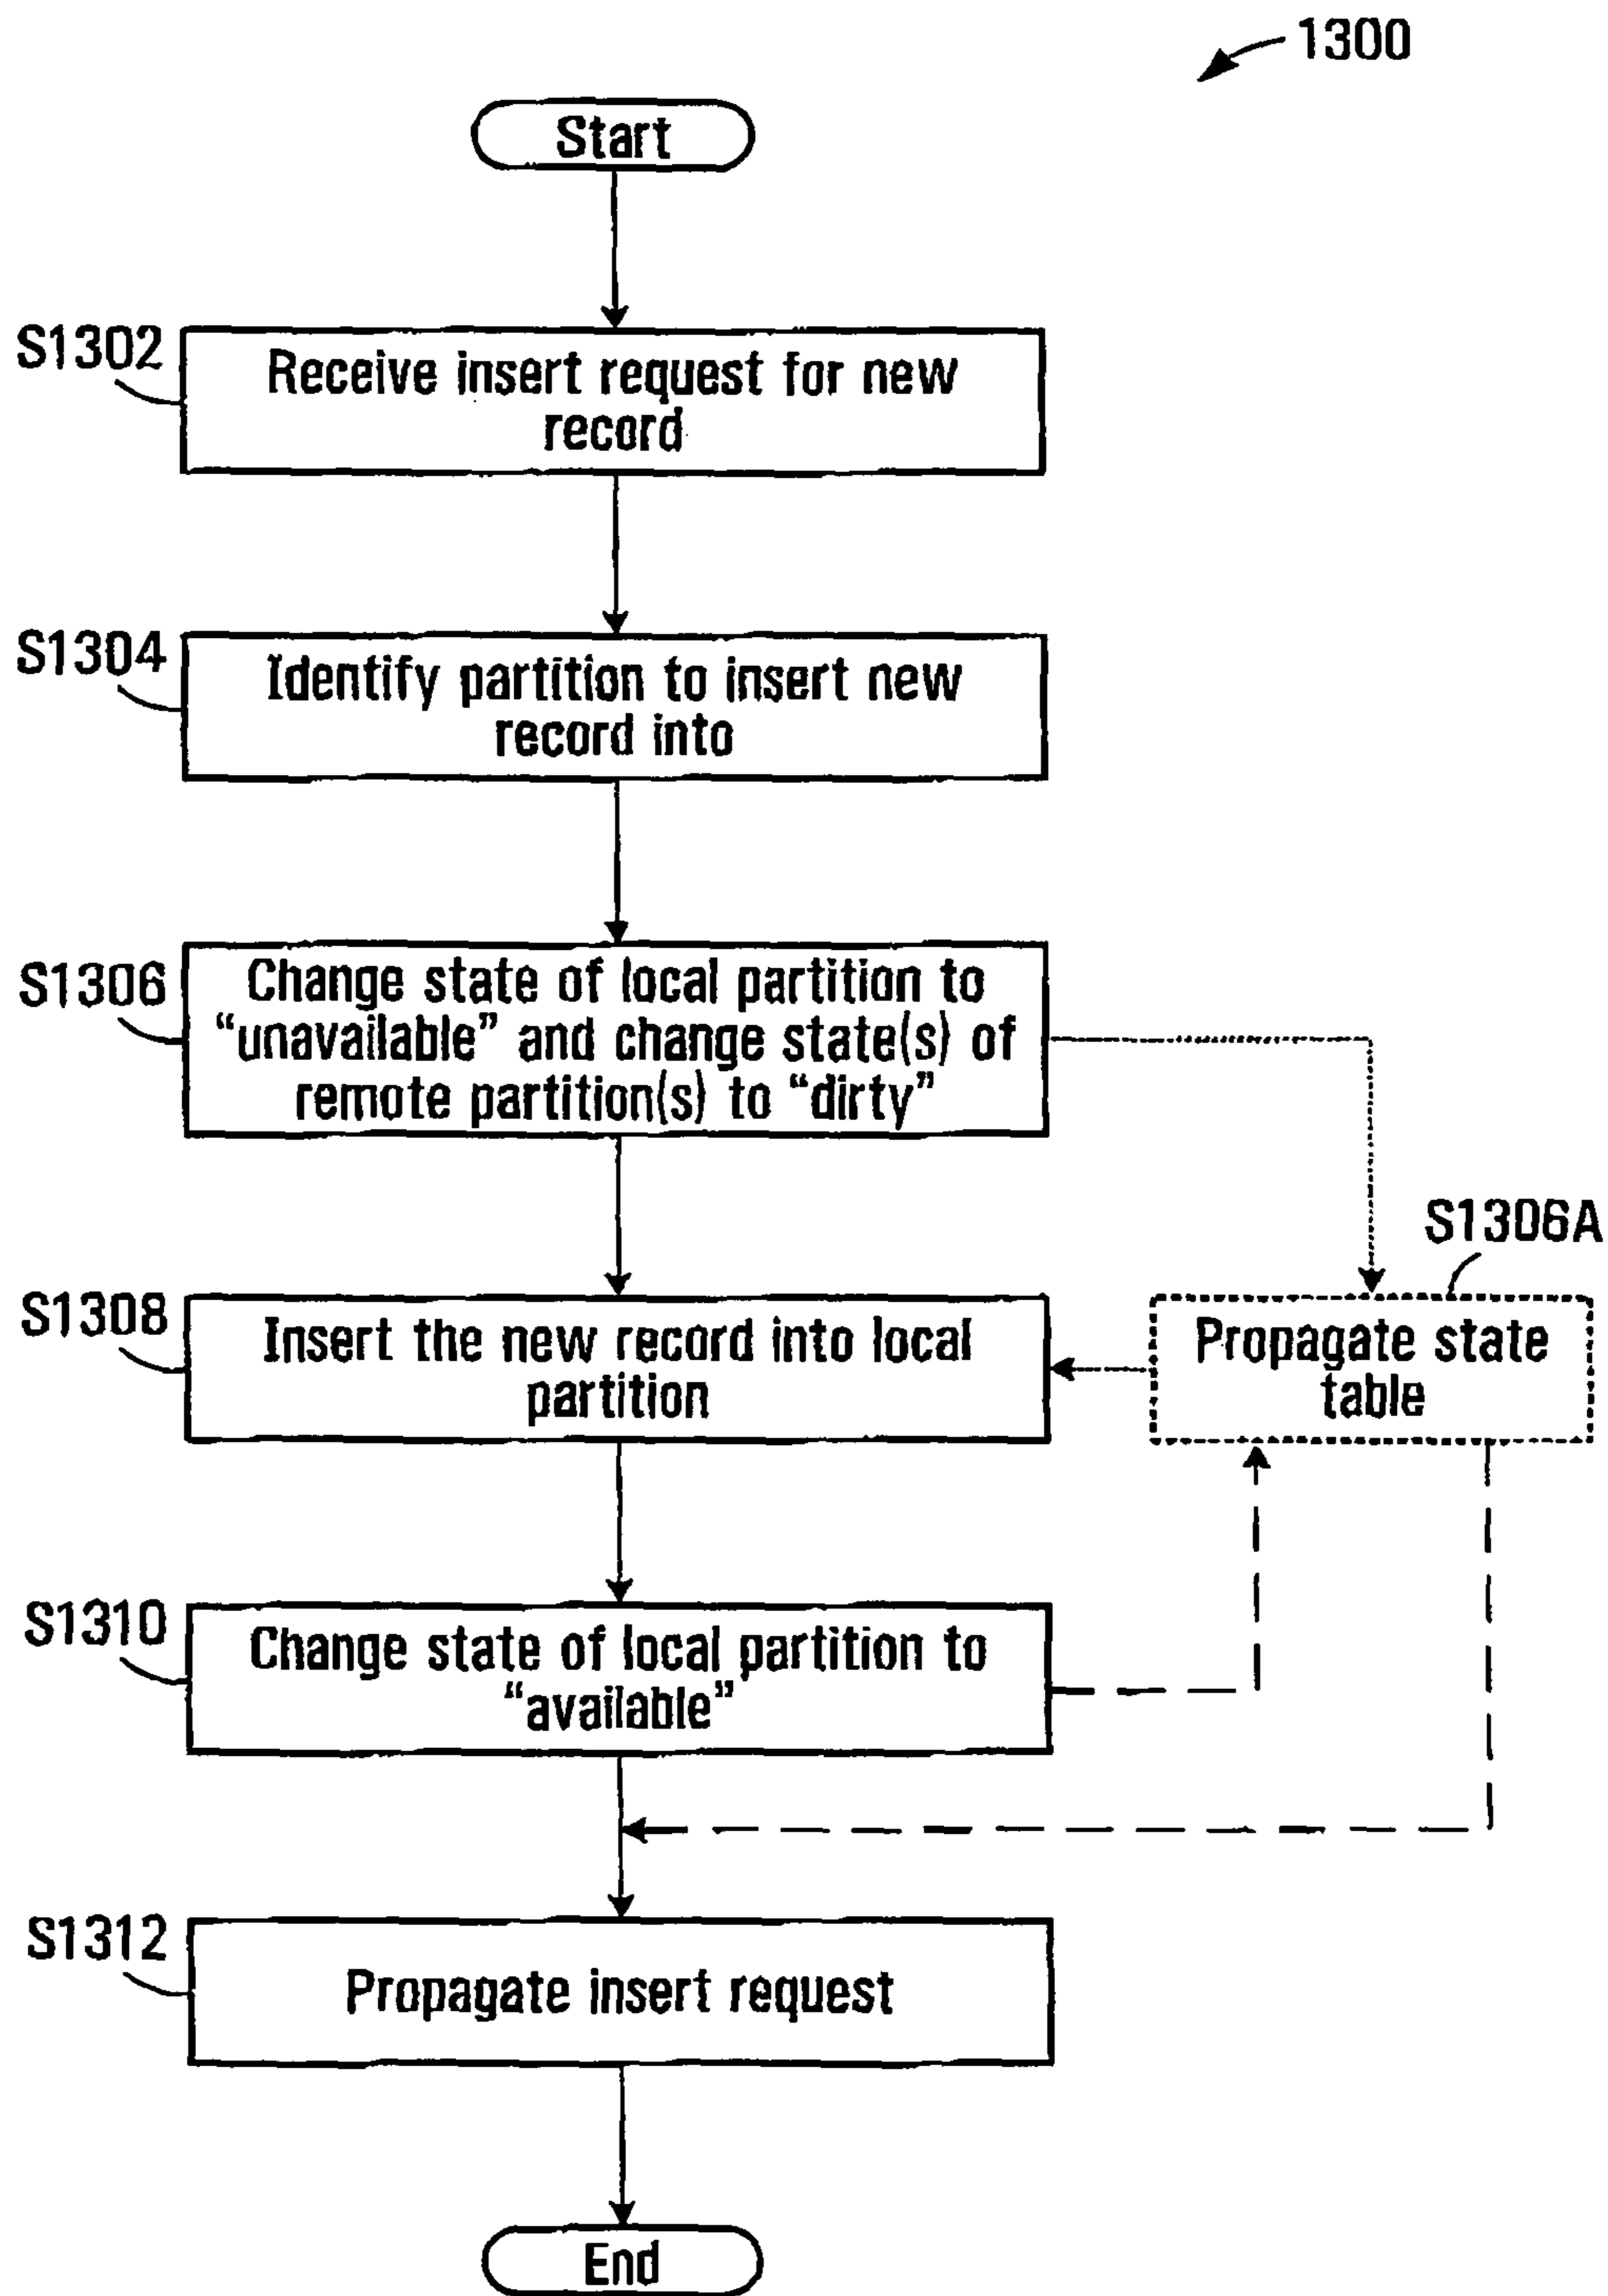 1300
Start
S1302
Receive insert request for new
record
S1304
Identify partition to insert new
record into
S1306
Change state of local partition to
“unavailable” and change state(s) of
remote partition(s) to “dirty”
S1306A
Propagate state
table
S1308
Insert the new record into local
partition
S1310
Change state of local partition to
“available”
S1312
Propagate insert request
End